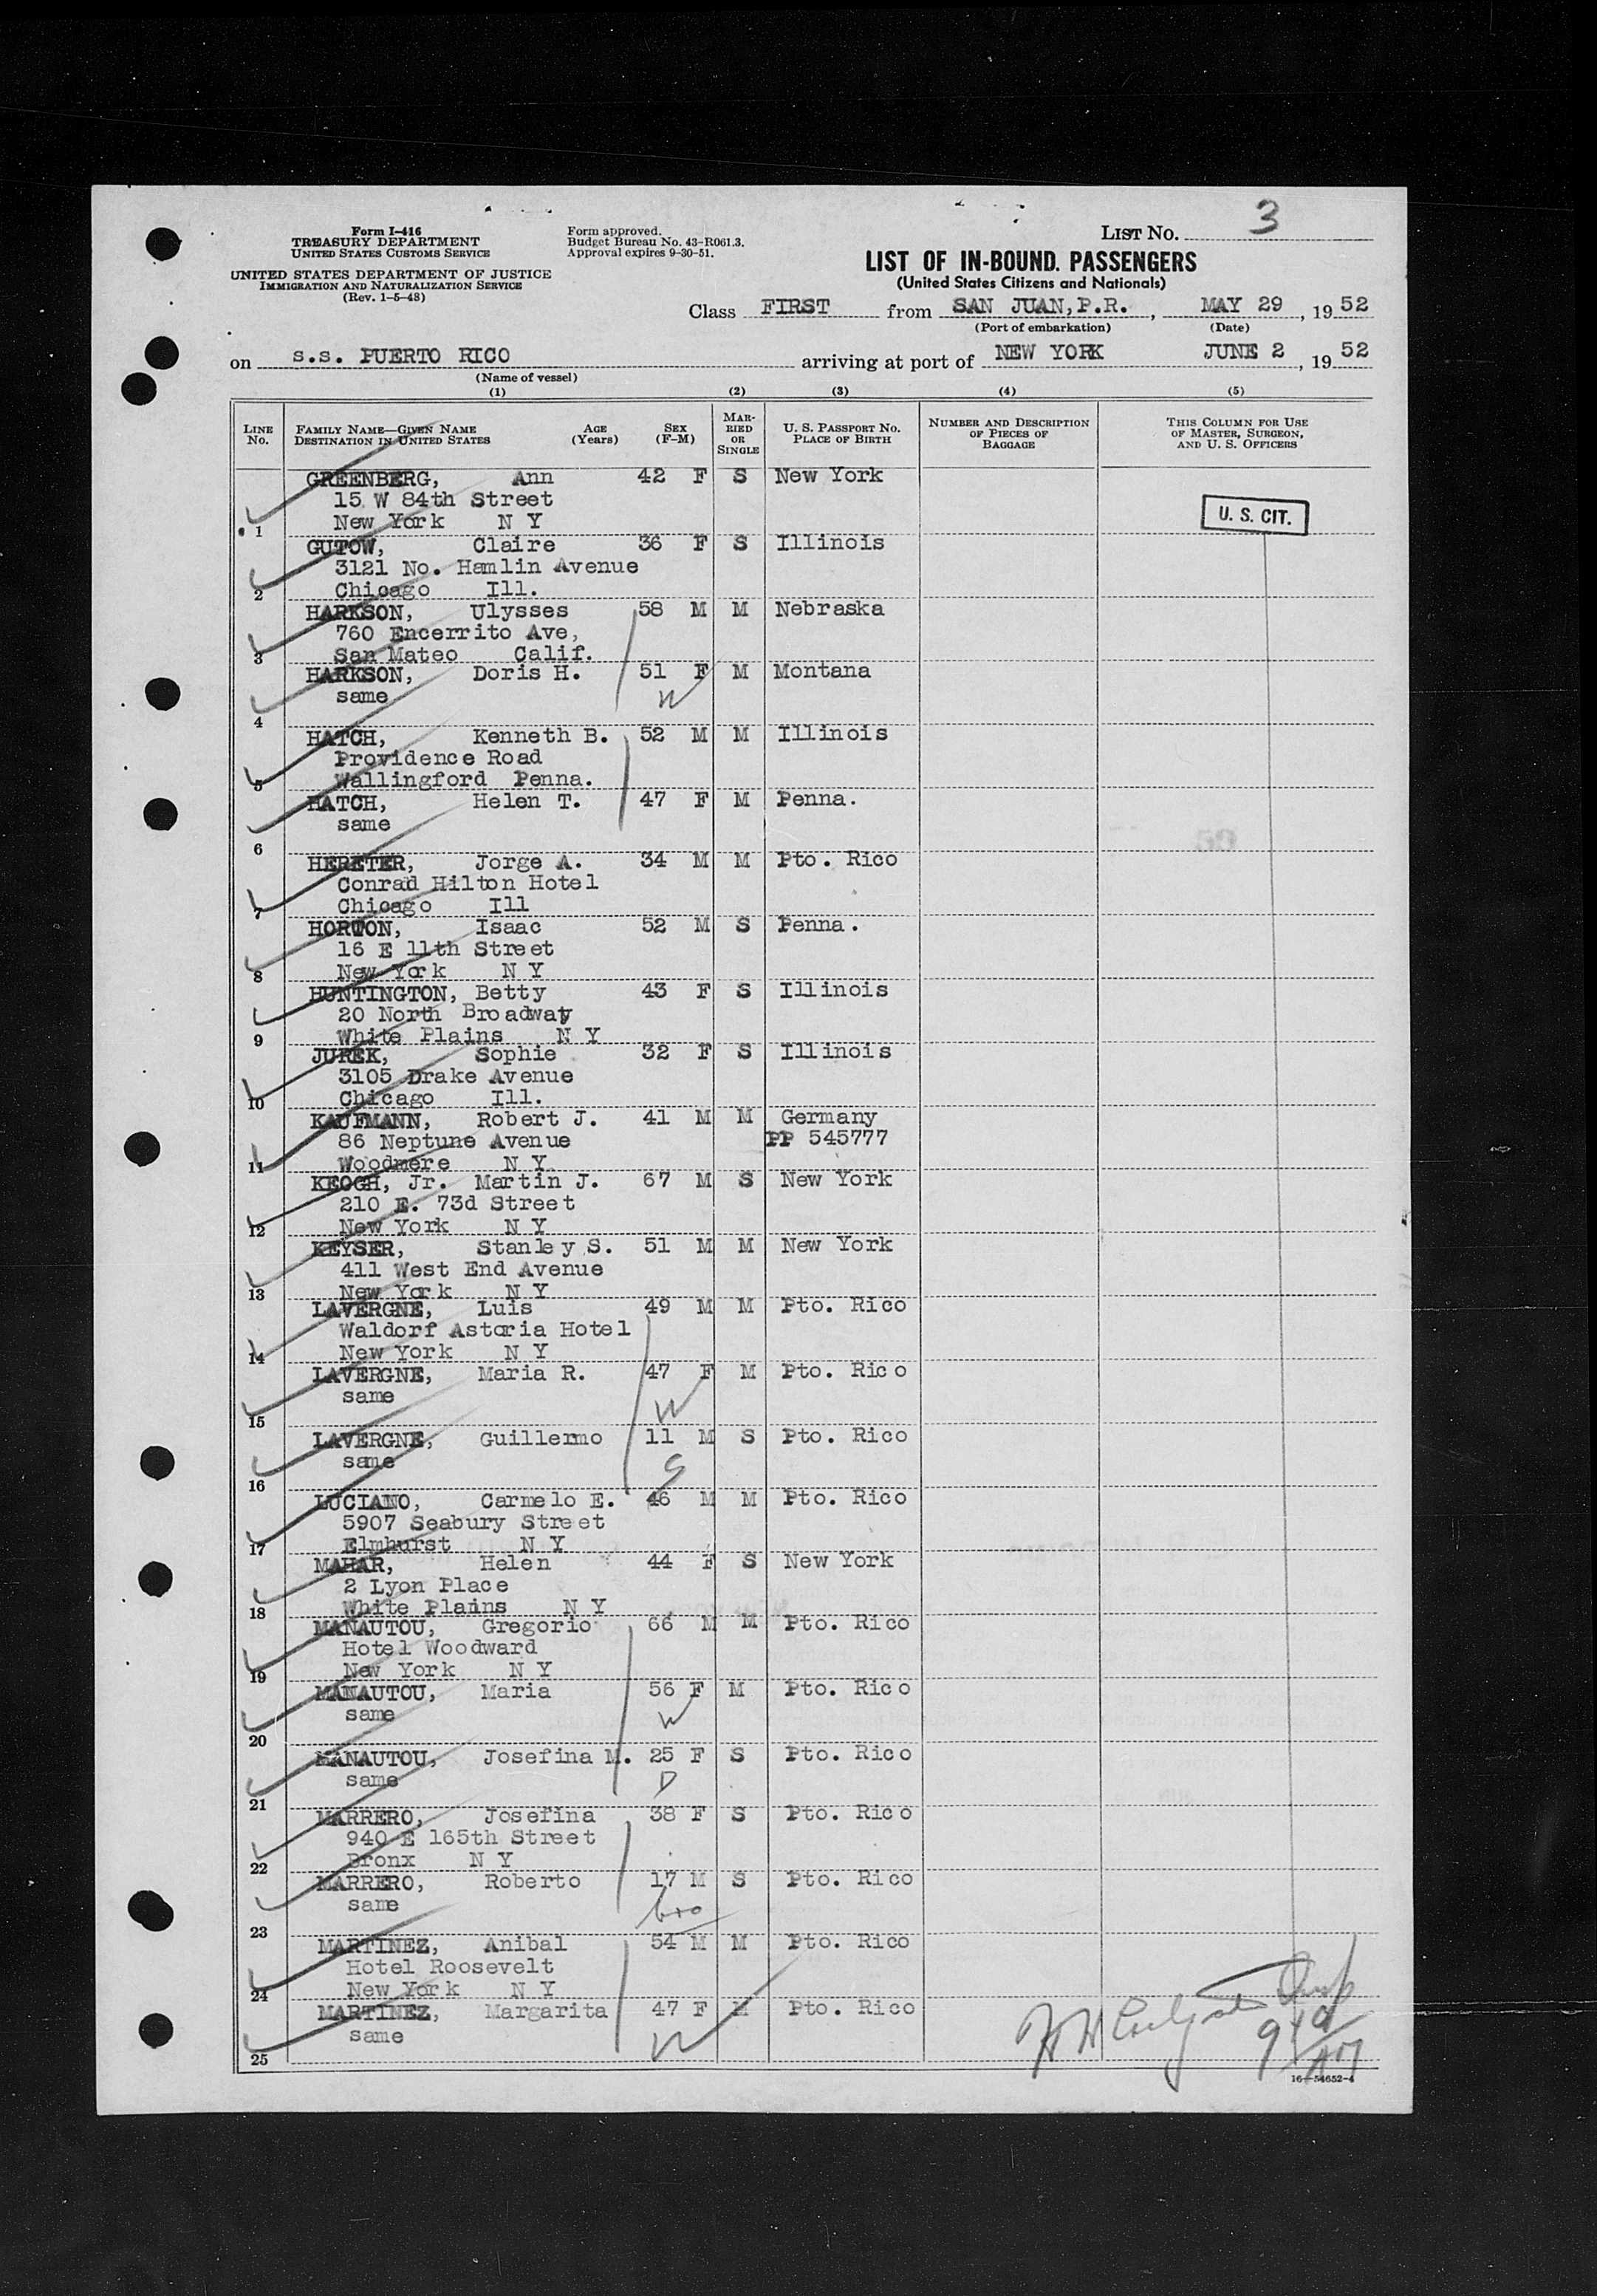 Form I-416
TREASURY DEPARTMENT
UNITED STATES CUSTOMS SERVICE
UNITED STATES DEPARTMENT OF JUSTICE
IMMIGRATION AND NATURALIZATION SERVICE
(Rev. 1-5-48)
Form approved.
Budget Bureau No. 43-R061.3.
Approval expires 9-30-51.
LIST No. 3
LIST OF IN-BOUND. PASSENGERS
(United States Citizens and Nationals)
Class FIRST from SAN JUAN, P.R., MAY 29, 1952
(Port of embarkation) (Date)
on s.s. PUERTO RICO arriving at port of NEW YORK JUNE 2, 1952
(Name of vessel)
(1) (2) (3) (4) (5)
LINE No.
FAMILY NAME—GIVEN NAME
DESTINATION IN UNITED STATES
AGE (Years)
SEX (F-M)
MARRIED OR SINGLE
U. S. PASSPORT No.
PLACE OF BIRTH
NUMBER AND DESCRIPTION OF PIECES OF BAGGAGE
THIS COLUMN FOR USE OF MASTER, SURGEON, AND U. S. OFFICERS
GREENBERG, Ann 42 F S New York
15 W 84th Street
U. S. CIT.
1 New York N Y
GUTOW, Claire 36 F S Illinois
3121 No. Hamlin Avenue
2 Chicago Ill.
HARKSON, Ulysses 58 M M Nebraska
760 Encerrito Ave,
3 San Mateo Calif.
HARKSON, Doris H. 51 F M Montana
same W
4
HATCH, Kenneth B. 52 M M Illinois
Providence Road
5 Wallingford Penna.
HATCH, Helen T. 47 F M Penna.
same
6
HERETER, Jorge A. 34 M M Pto. Rico
Conrad Hilton Hotel
7 Chicago Ill
HORTON, Isaac 52 M S Penna.
16 E 11th Street
8 New York N Y
HUNTINGTON, Betty 43 F S Illinois
20 North Broadway
9 White Plains N Y
JUREK, Sophie 32 F S Illinois
3105 Drake Avenue
10 Chicago Ill.
KAUFMANN, Robert J. 41 M M Germany
86 Neptune Avenue PP 545777
11 Woodmere N Y
KEOGH, Jr. Martin J. 67 M S New York
210 E. 73d Street
12 New York N Y
KEYSER, Stanley S. 51 M M New York
411 West End Avenue
13 New York N Y
LAVERGNE, Luis 49 M M Pto. Rico
Waldorf Astoria Hotel
14 New York N Y
LAVERGNE, Maria R. 47 F M Pto. Rico
same W
15
LAVERGNE, Guillermo 11 M S Pto. Rico
same S
16
LUCIANO, Carmelo E. 46 M M Pto. Rico
5907 Seabury Street
17 Elmhurst N Y
MAHAR, Helen 44 F S New York
2 Lyon Place
18 White Plains N Y
MANAUTOU, Gregorio 66 M M Pto. Rico
Hotel Woodward
19 New York N Y
MANAUTOU, Maria 56 F M Pto. Rico
same W
20
MANAUTOU, Josefina M. 25 F S Pto. Rico
same D
21
MARRERO, Josefina 38 F S Pto. Rico
940 E 165th Street
22 Bronx N Y
MARRERO, Roberto 17 M S Pto. Rico
same bro
23
MARTINEZ, Anibal 54 M M Pto. Rico
Hotel Roosevelt
24 New York N Y
MARTINEZ, Margarita 47 F M Pto. Rico
same W
25
16—54652-4